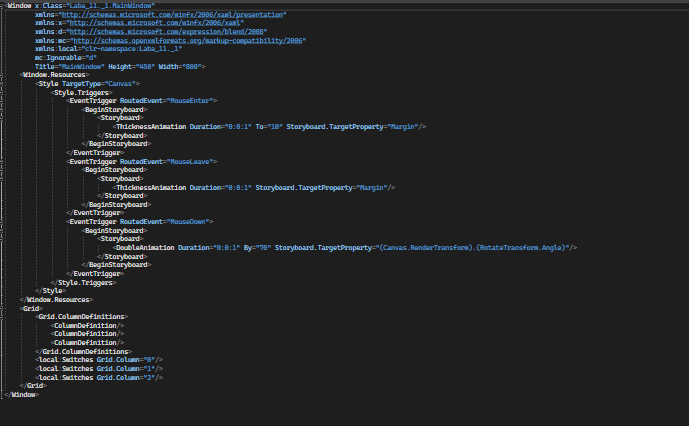 <Window x:Class="Laba_11._1.MainWindow"
xmlns="http://schemas.microsoft.com/winfx/2006/xaml/presentation"
xmlns:x="http://schemas.microsoft.com/winfx/2006/xaml"
xmlns:d="http://schemas.microsoft.com/expression/blend/2008"
xmlns:mc="http://schemas.openxmlformats.org/markup-compatibility/2006"
xmlns:local="clr-namespace:Laba_11._1"
mc:Ignorable="d"
Title="MainWindow" Height="450" Width="800">
<Window.Resources>
<Style TargetType="Canvas">
<Style.Triggers>
<EventTrigger RoutedEvent="MouseEnter">
<BeginStoryboard>
<Storyboard>
<ThicknessAnimation Duration="0:0:1" To="10" Storyboard.TargetProperty="Margin"/>
</Storyboard>
</BeginStoryboard>
</EventTrigger>
<EventTrigger RoutedEvent="MouseLeave">
<BeginStoryboard>
<Storyboard>
<ThicknessAnimation Duration="0:0:1" Storyboard.TargetProperty="Margin"/>
</Storyboard>
</BeginStoryboard>
</EventTrigger>
<EventTrigger RoutedEvent="MouseDown">
<BeginStoryboard>
<Storyboard>
<DoubleAnimation Duration="0:0:1" By="70" Storyboard.TargetProperty="(Canvas.RenderTransform).(RotateTransform.Angle)"/>
</Storyboard>
</BeginStoryboard>
</EventTrigger>
</Style.Triggers>
</Style>
</Window.Resources>
<Grid>
<Grid.ColumnDefinitions>
<ColumnDefinition/>
<ColumnDefinition/>
<ColumnDefinition/>
</Grid.ColumnDefinitions>
<local:Switches Grid.Column="0"/>
<local:Switches Grid.Column="1"/>
<local:Switches Grid.Column="2"/>
</Grid>
</Window>